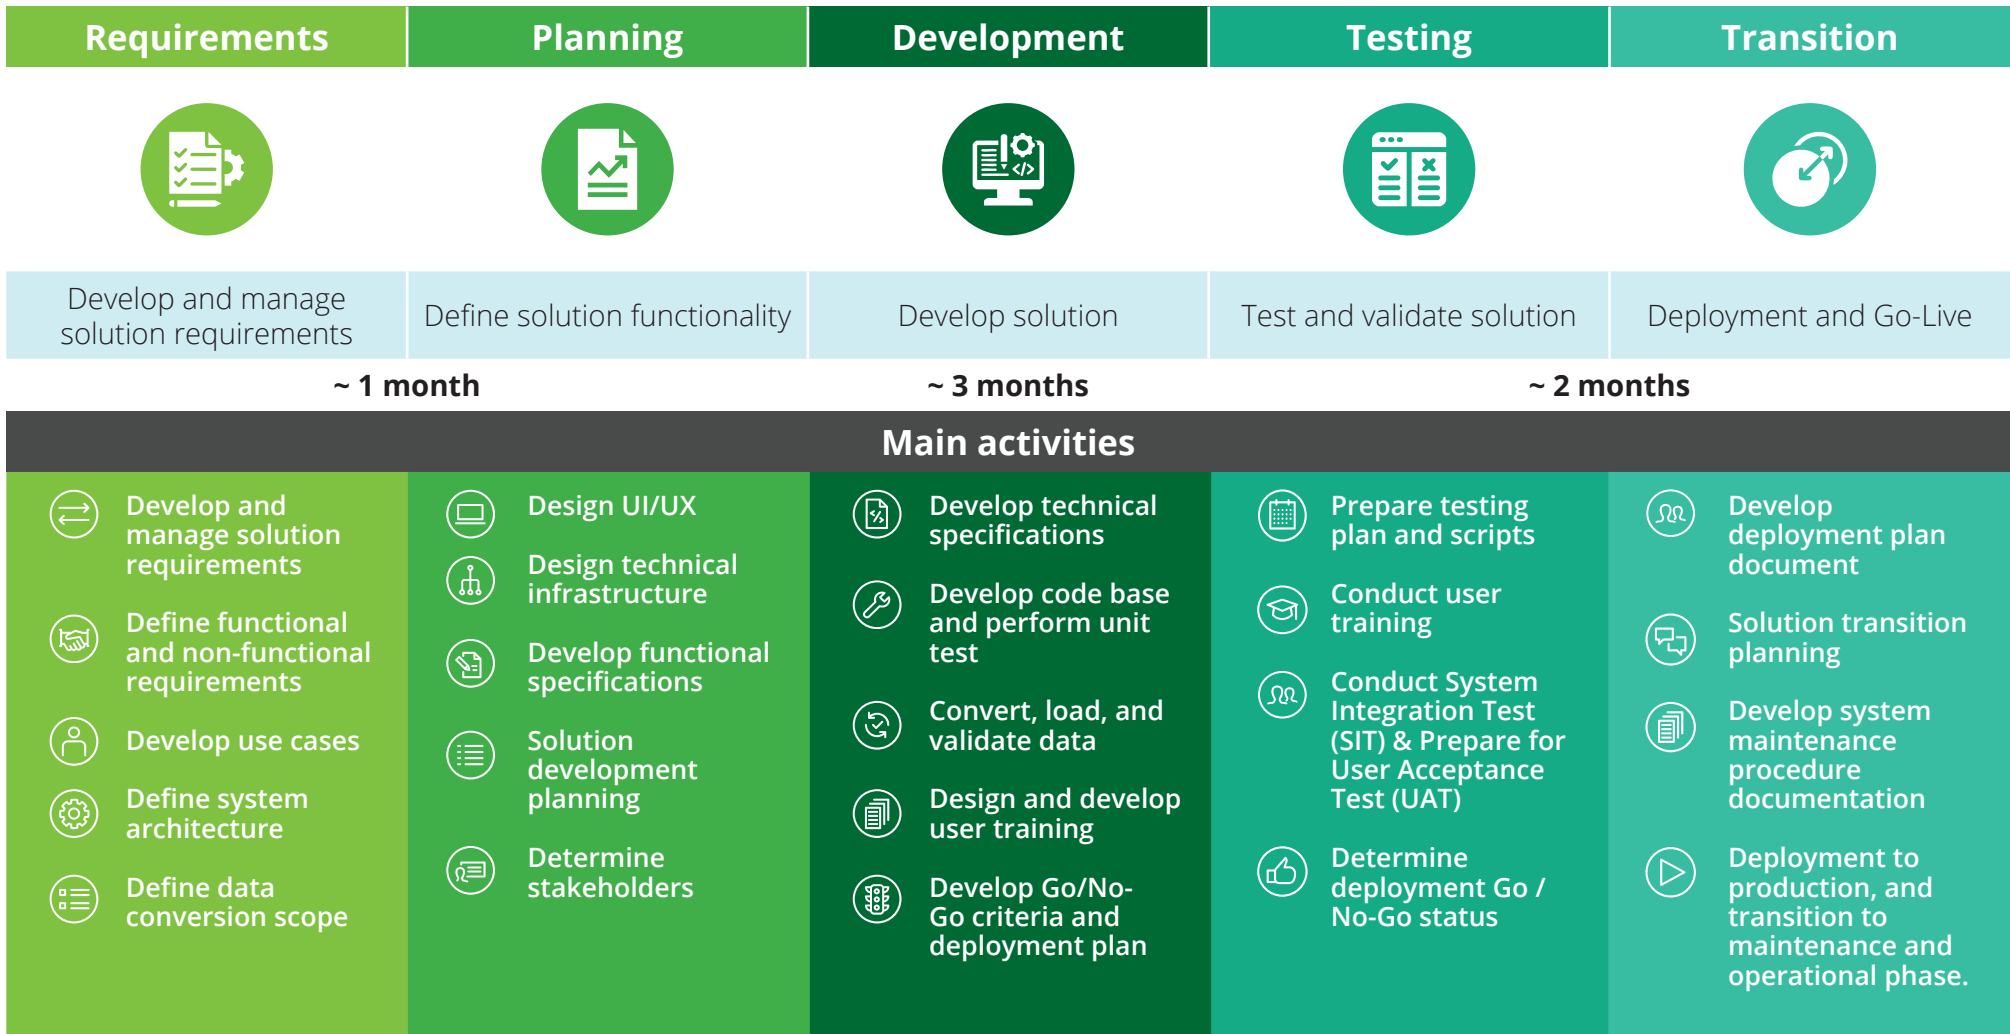 Requirements
Planning
Development
Testing
Transition
Develop and manage
solution requirements
Define solution functionality
Develop solution
Test and validate solution
Deployment and Go-Live
~ 1 month
~ 3 months
~ 2 months
Main activities
Develop and
manage solution
requirements
Define functional
and non-functional
requirements
Develop use cases
Define system
architecture
Define data
conversion scope
Design UI/UX
Design technical
infrastructure
Develop functional
specifications
Solution
development
planning
Determine
stakeholders
Develop technical
specifications
Develop code base
and perform unit
test
Convert, load, and
validate data
Design and develop
user training
Develop Go/No-
Go criteria and
deployment plan
Prepare testing
plan and scripts
Conduct user
training
Conduct System
Integration Test
(SIT) & Prepare for
User Acceptance
Test (UAT)
Determine
deployment Go /
No-Go status
Develop
deployment plan
document
Solution transition
planning
Develop system
maintenance
procedure
documentation
Deployment to
production, and
transition to
maintenance and
operational phase.